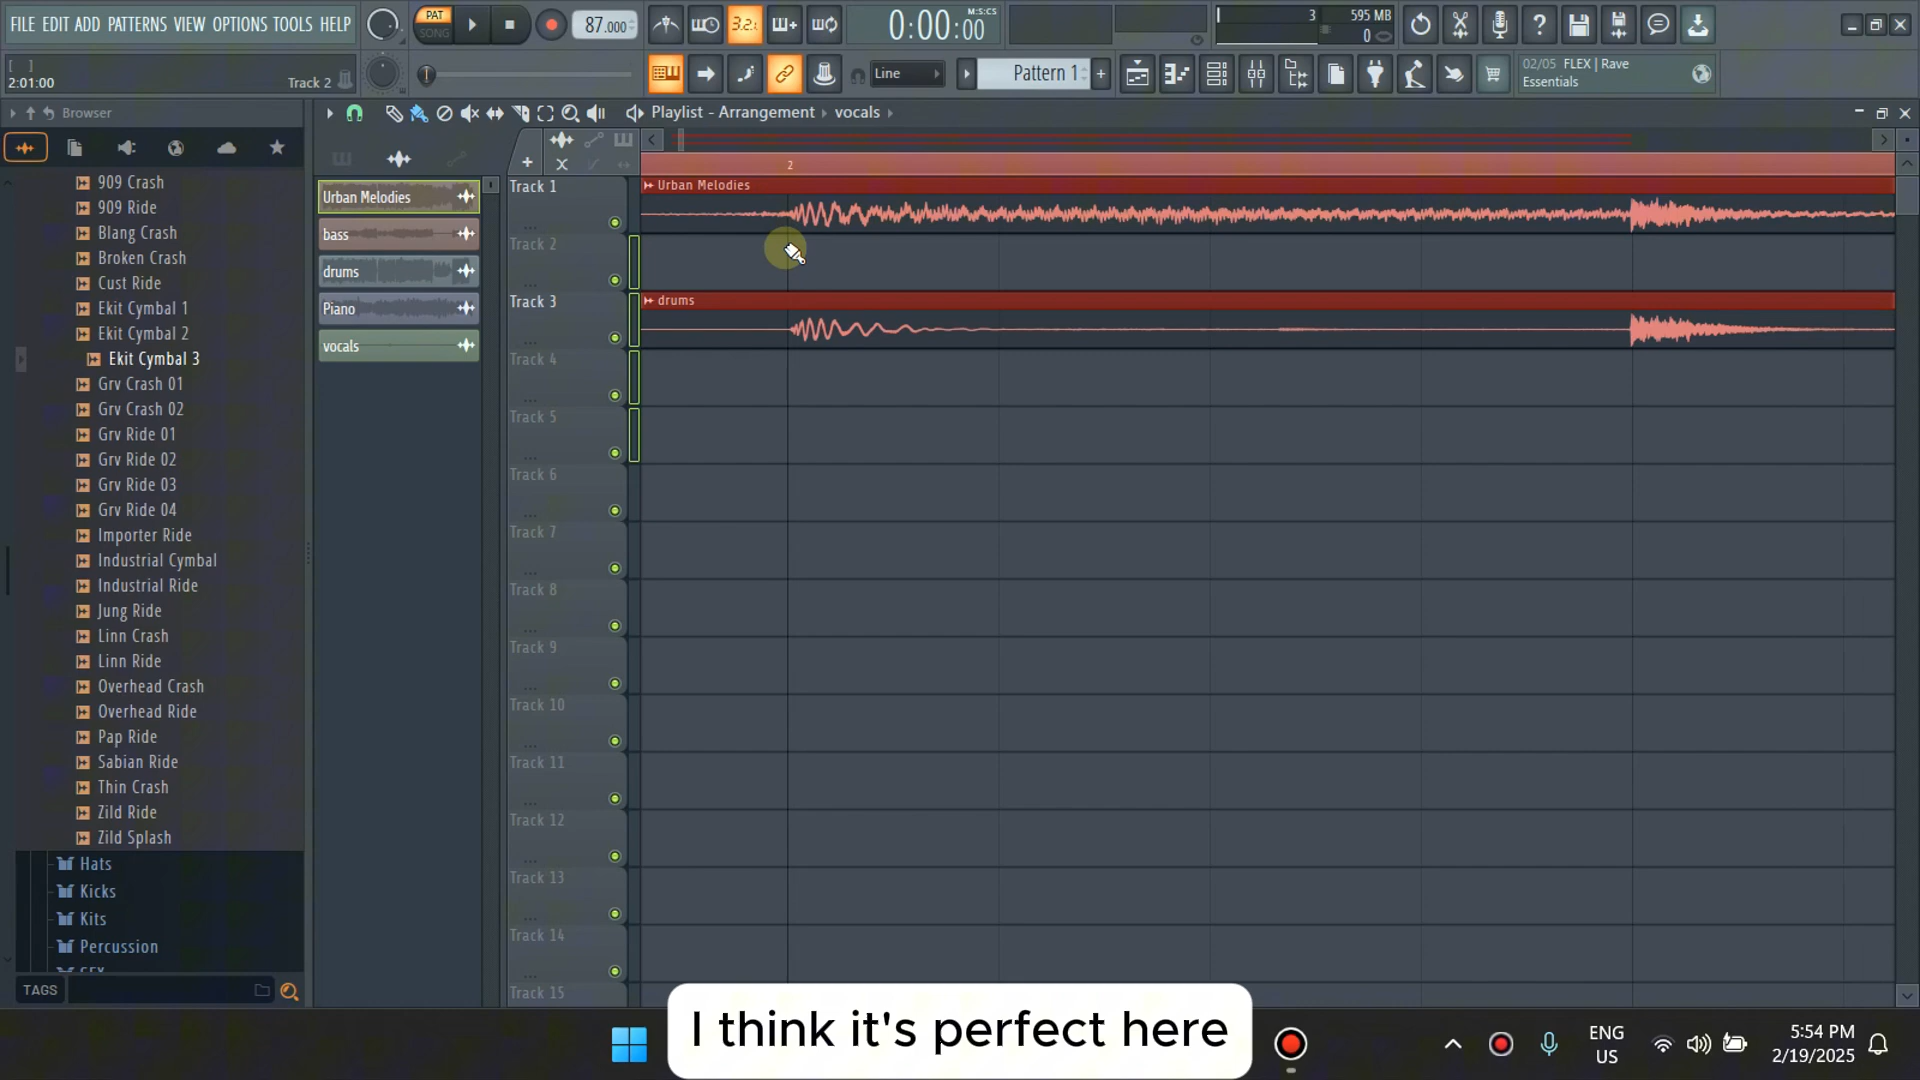 FILE EDIT ADD PATTERNS VIEW OPTIONS TOOLS HELP
PAT
SONG
87.000
3.2.
0:00:00
M:S:CS
3
595 MB
0
2:01:00
Track 2
Line
Pattern 1
+
02/05 FLEX | Rave
Essentials
Browser
Playlist - Arrangement
vocals
909 Crash
909 Ride
Blang Crash
Broken Crash
Cust Ride
Ekit Cymbal 1
Ekit Cymbal 2
Ekit Cymbal 3
Grv Crash 01
Grv Crash 02
Grv Ride 01
Grv Ride 02
Grv Ride 03
Grv Ride 04
Importer Ride
Industrial Cymbal
Industrial Ride
Jung Ride
Linn Crash
Linn Ride
Overhead Crash
Overhead Ride
Pap Ride
Sabian Ride
Thin Crash
Zild Ride
Zild Splash
Hats
Kicks
Kits
Percussion
TAGS
Urban Melodies
bass
drums
Piano
vocals
2
Track 1
Urban Melodies
Track 2
Track 3
drums
Track 4
Track 5
Track 6
Track 7
Track 8
Track 9
Track 10
Track 11
Track 12
Track 13
Track 14
Track 15
I think it's perfect here
ENG
US
5:54 PM
2/19/2025